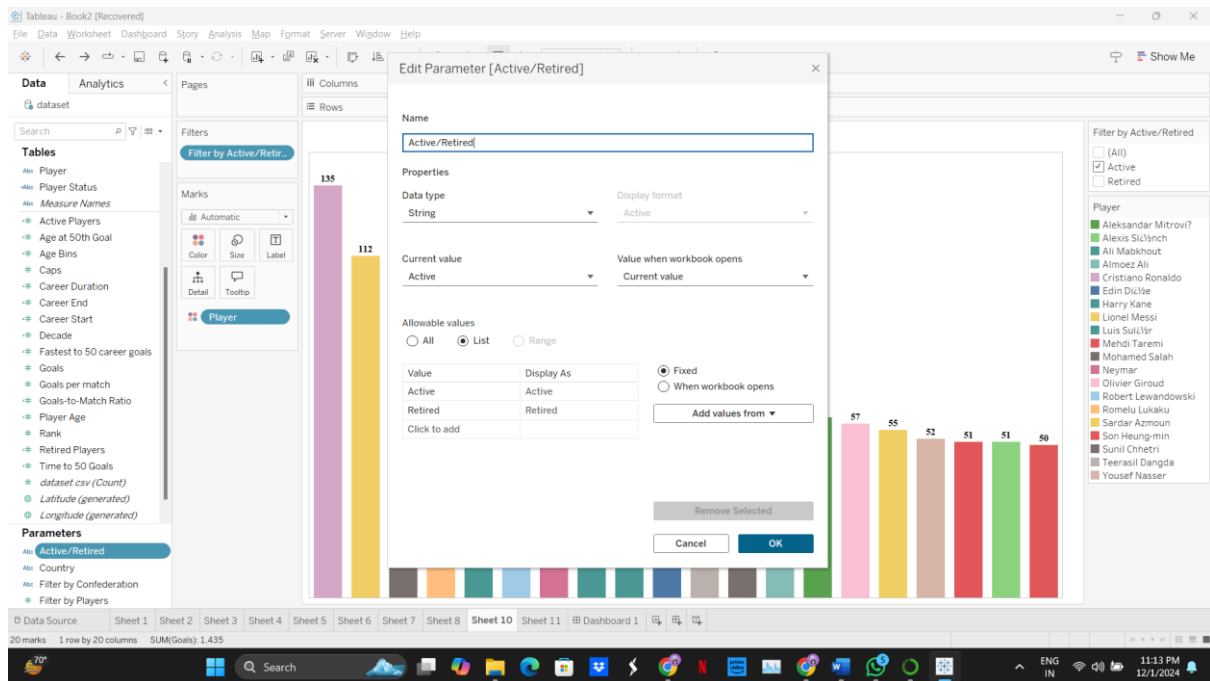 Tableau - Book2 [Recovered]
File Data Worksheet Dashboard Story Analysis Map Format Server Window Help
Show Me
Data Analytics
dataset
Search
Tables
Abc Player
Abc Player Status
Abc Measure Names
Active Players
Age at 50th Goal
Age Bins
Caps
Career Duration
Career End
Career Start
Decade
Fastest to 50 career goals
Goals
Goals per match
Goals-to-Match Ratio
Player Age
Rank
Retired Players
Time to 50 Goals
dataset.csv (Count)
Latitude (generated)
Longitude (generated)
Parameters
Abc Active/Retired
Abc Country
Abc Filter by Confederation
Filter by Players
Pages
Filters
Filter by Active/Retir..
Marks
Automatic
Color Size Label
Detail Tooltip
Player
Columns
Rows
135
112
57
55
52
51
51
50
Edit Parameter [Active/Retired]
Name
Active/Retired
Properties
Data type Display format
String Active
Current value Value when workbook opens
Active Current value
Allowable values
All List Range
Value Display As
Active Active
Retired Retired
Click to add
Fixed
When workbook opens
Add values from
Remove Selected
Cancel OK
Filter by Active/Retired
(All)
Active
Retired
Player
Aleksandar Mitrovi?
Alexis Sï¿½nch
Ali Mabkhout
Almoez Ali
Cristiano Ronaldo
Edin Dï¿½e
Harry Kane
Lionel Messi
Luis Suï¿½r
Mehdi Taremi
Mohamed Salah
Neymar
Olivier Giroud
Robert Lewandowski
Romelu Lukaku
Sardar Azmoun
Son Heung-min
Sunil Chhetri
Teerasil Dangda
Yousef Nasser
Data Source Sheet 1 Sheet 2 Sheet 3 Sheet 4 Sheet 5 Sheet 6 Sheet 7 Sheet 8 Sheet 10 Sheet 11 Dashboard 1
20 marks 1 row by 20 columns SUM(Goals): 1,435
70°
Search
prime video
ENG
IN
11:13 PM
12/1/2024